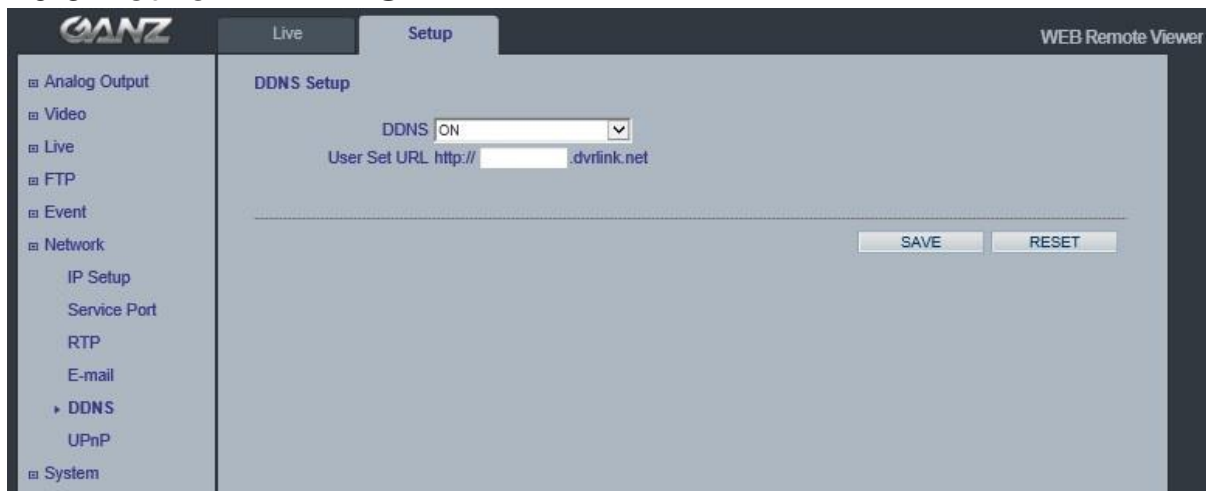 GANZ
Live
Setup
WEB Remote Viewer
Analog Output
Video
Live
FTP
Event
Network
IP Setup
Service Port
RTP
E-mail
DDNS
UPnP
System
DDNS Setup
DDNS ON
User Set URL http:// .dvrlink.net
SAVE
RESET